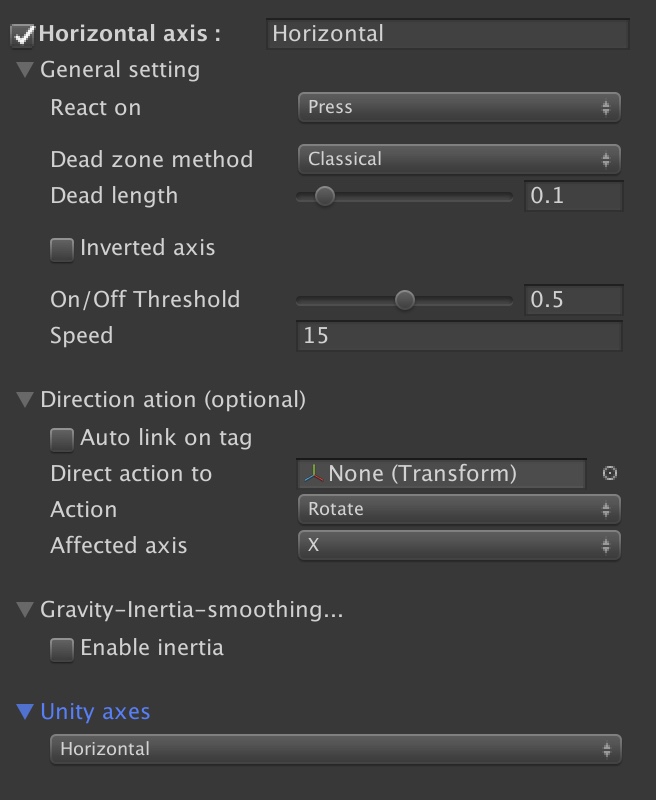 Horizontal axis : Horizontal
General setting
React on Press
Dead zone method Classical
Dead length 0.1
Inverted axis
On/Off Threshold 0.5
Speed 15
Direction ation (optional)
Auto link on tag
Direct action to None (Transform)
Action Rotate
Affected axis X
Gravity-Inertia-smoothing...
Enable inertia
Unity axes
Horizontal